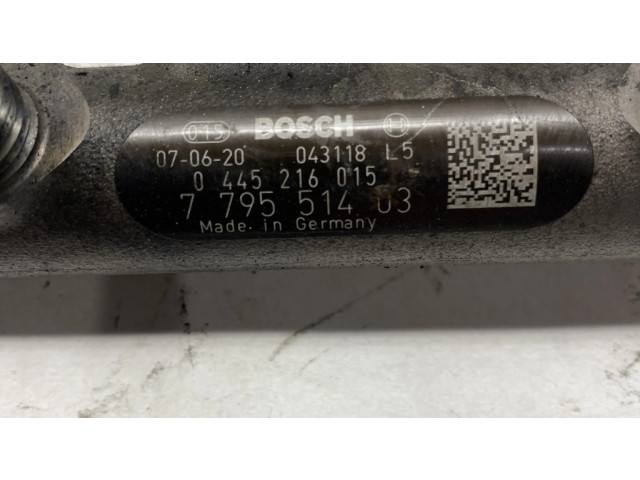 015 BOSCH
07-06-20 043118 L5
0 445 216 015
7 795 514 03
Made in Germany